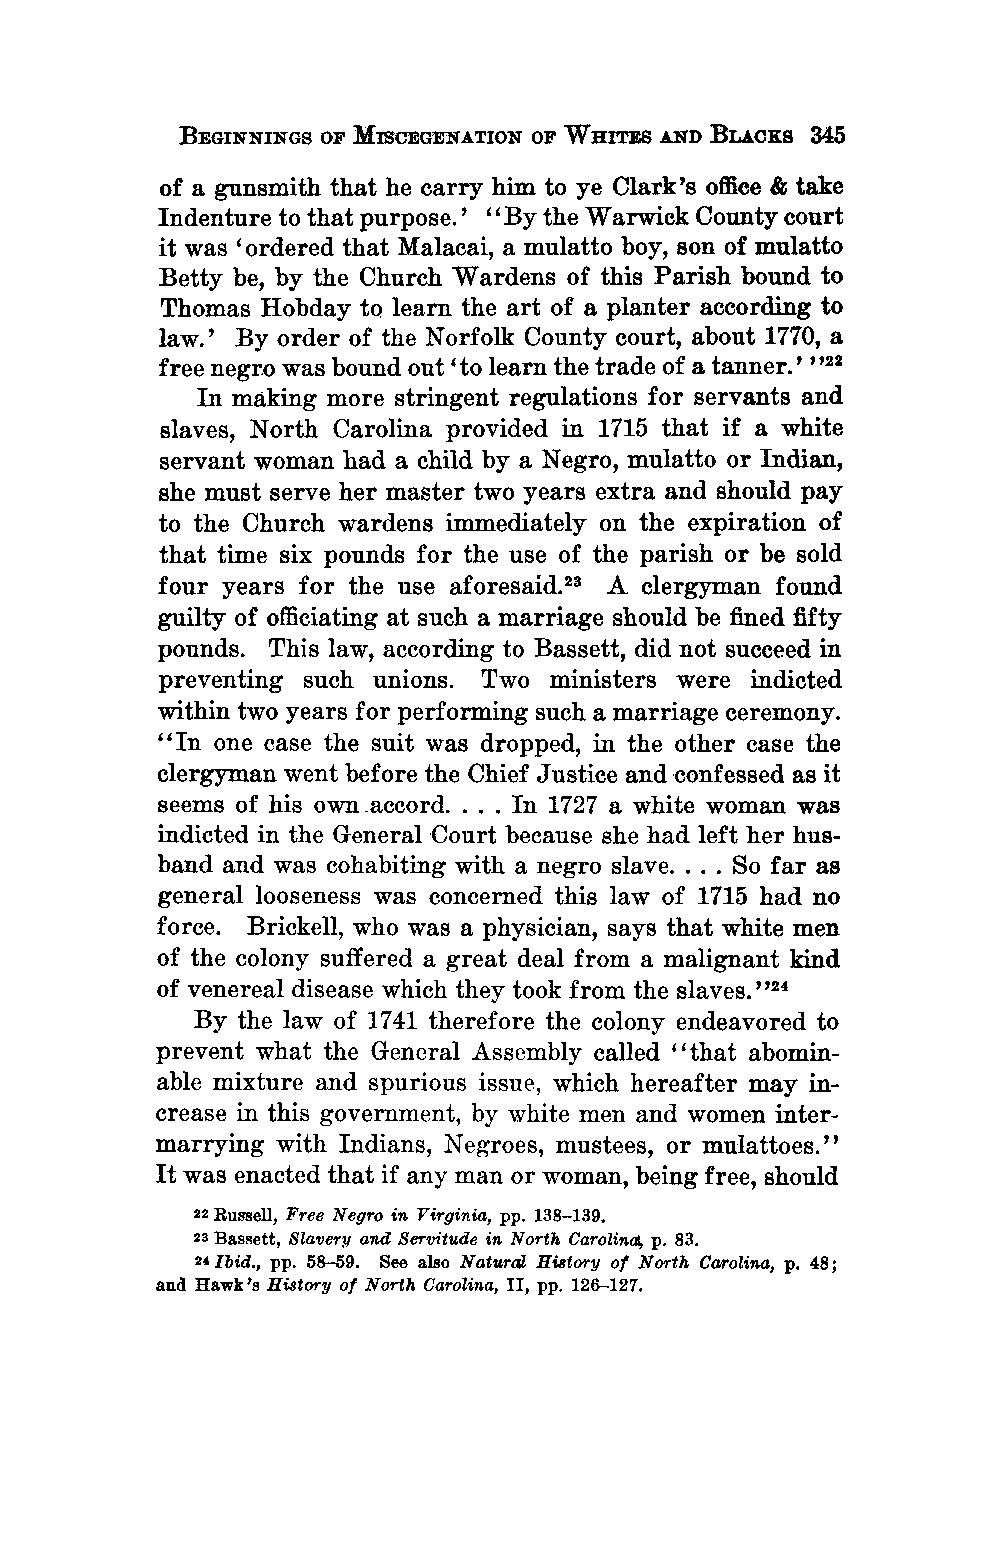 BEGINNINGS OF MISCEGENATION OF WHITES AND BLACKS 345
of a gunsmith that he carry him to ye Clark's office & take
Indenture to that purpose.' "By the Warwick County court
it was 'ordered that Malacai, a mulatto boy, son of mulatto
Betty be, by the Church Wardens of this Parish bound to
Thomas Hobday to learn the art of a planter according to
law.' By order of the Norfolk County court, about 1770, a
free negro was bound out 'to learn the trade of a tanner.' "22
In making more stringent regulations for servants and
slaves, North Carolina provided in 1715 that if a white
servant woman had a child by a Negro, mulatto or Indian,
she must serve her master two years extra and should pay
to the Church wardens immediately on the expiration of
that time six pounds for the use of the parish or be sold
four years for the use aforesaid.23 A clergyman found
guilty of officiating at such a marriage should be fined fifty
pounds. This law, according to Bassett, did not succeed in
preventing such unions. Two ministers were indicted
within two years for performing such a marriage ceremony.
"In one case the suit was dropped, in the other case the
clergyman went before the Chief Justice and confessed as it
seems of his own accord. . . . In 1727 a white woman was
indicted in the General Court because she had left her hus-
band and was cohabiting with a negro slave. . . . So far as
general looseness was concerned this law of 1715 had no
force. Brickell, who was a physician, says that white men
of the colony suffered a great deal from a malignant kind
of venereal disease which they took from the slaves."24
By the law of 1741 therefore the colony endeavored to
prevent what the General Assembly called "that abomin-
able mixture and spurious issue, which hereafter may in-
crease in this government, by white men and women inter-
marrying with Indians, Negroes, mustees, or mulattoes."
It was enacted that if any man or woman, being free, should
22 Russell, Free Negro in Virginia, pp. 138–139.
23 Bassett, Slavery and Servitude in North Carolina, p. 83.
24 Ibid., pp. 58–59. See also Natural History of North Carolina, p. 48;
and Hawk's History of North Carolina, II, pp. 126–127.